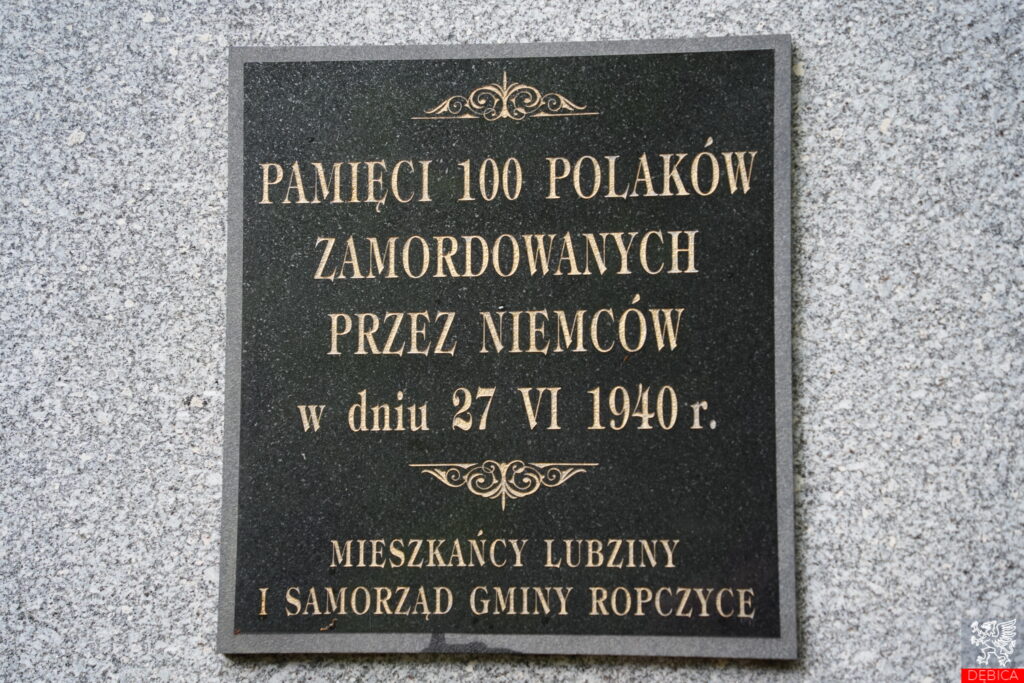 PAMIĘCI 100 POLAKÓW
ZAMORDOWANYCH
PRZEZ NIEMCÓW
w dniu 27 VI 1940 r.
MIESZKAŃCY LUBZINY
I SAMORZĄD GMINY ROPCZYCE
DĘBICA